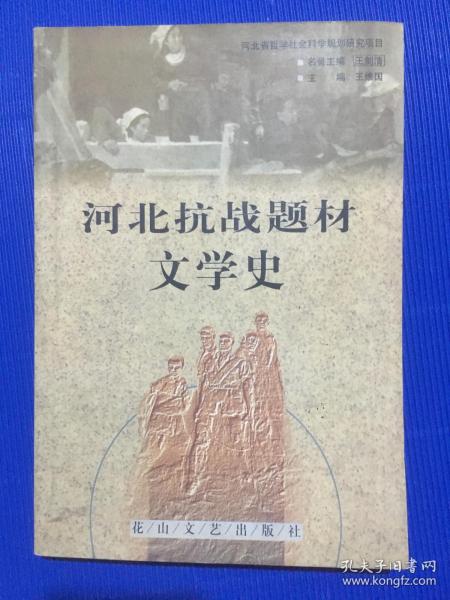 河北省哲学社会科学规划研究项目
■ 名誉主编 王剑清
■ 主 编 王维国
河北抗战题材
文学史
花/山/文/艺/出/版/社
孔夫子旧书网
www.kongfz.com